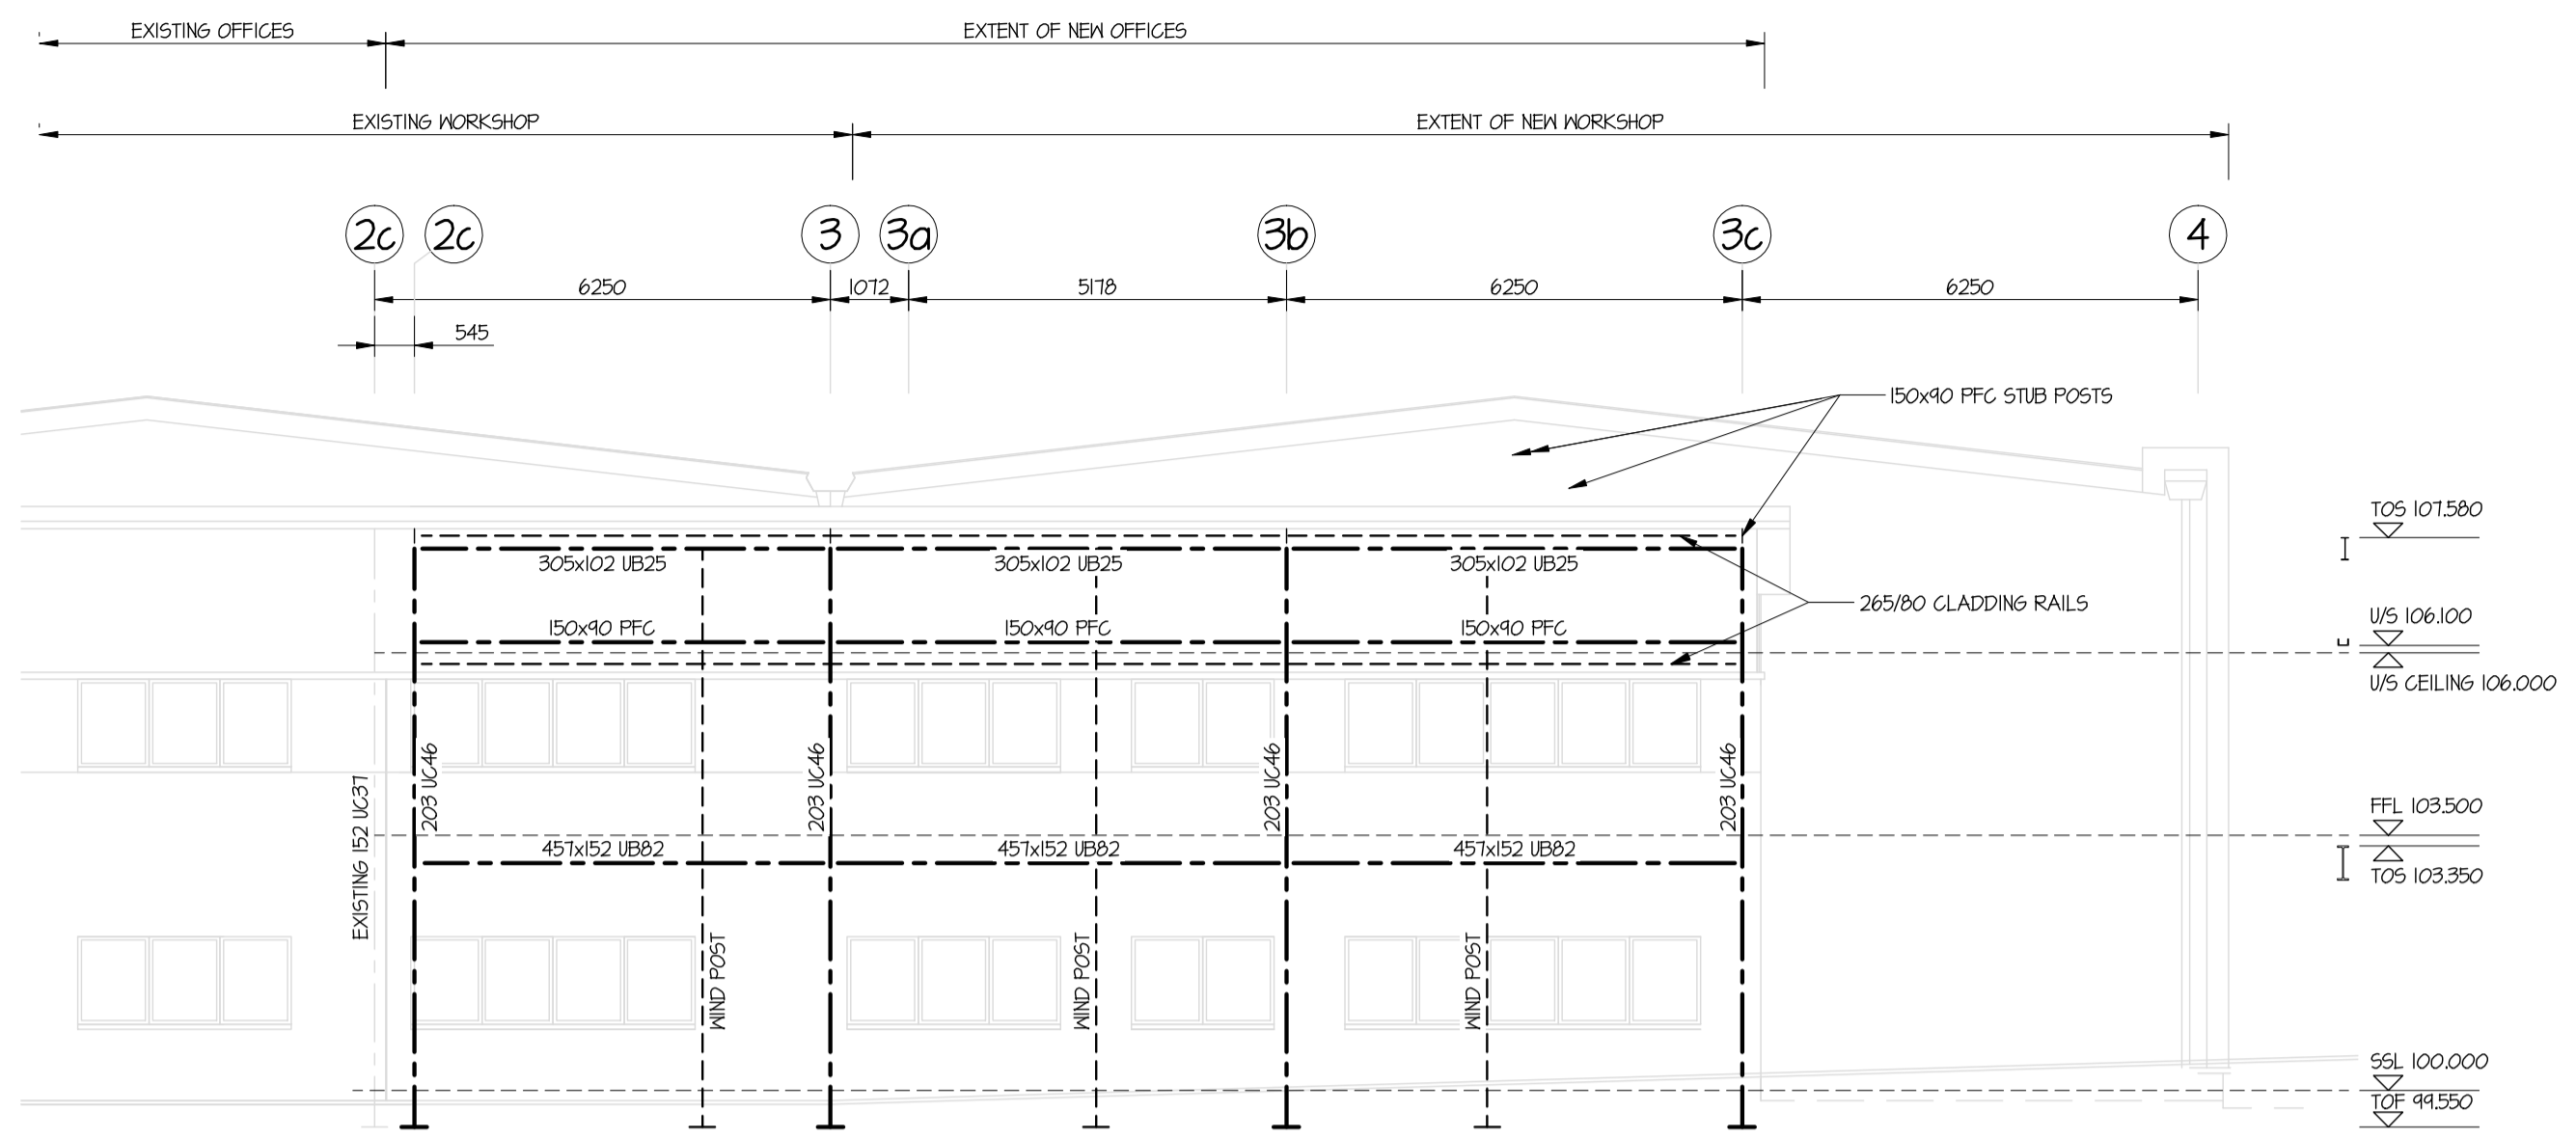 EXISTING OFFICES
EXTENT OF NEW OFFICES
EXISTING WORKSHOP
EXTENT OF NEW WORKSHOP
2c
2c
3
3a
3b
3c
4
6250
1072
5178
6250
6250
545
150x90 PFC STUB POSTS
TOS 107.580
305x102 UB25
305x102 UB25
305x102 UB25
265/80 CLADDING RAILS
U/S 106.100
150x90 PFC
150x90 PFC
150x90 PFC
U/S CEILING 106.000
EXISTING 152 UC37
203 UC46
203 UC46
203 UC46
203 UC46
FFL 103.500
457x152 UB82
457x152 UB82
457x152 UB82
TOS 103.350
WIND POST
WIND POST
WIND POST
SSL 100.000
TOF 99.550